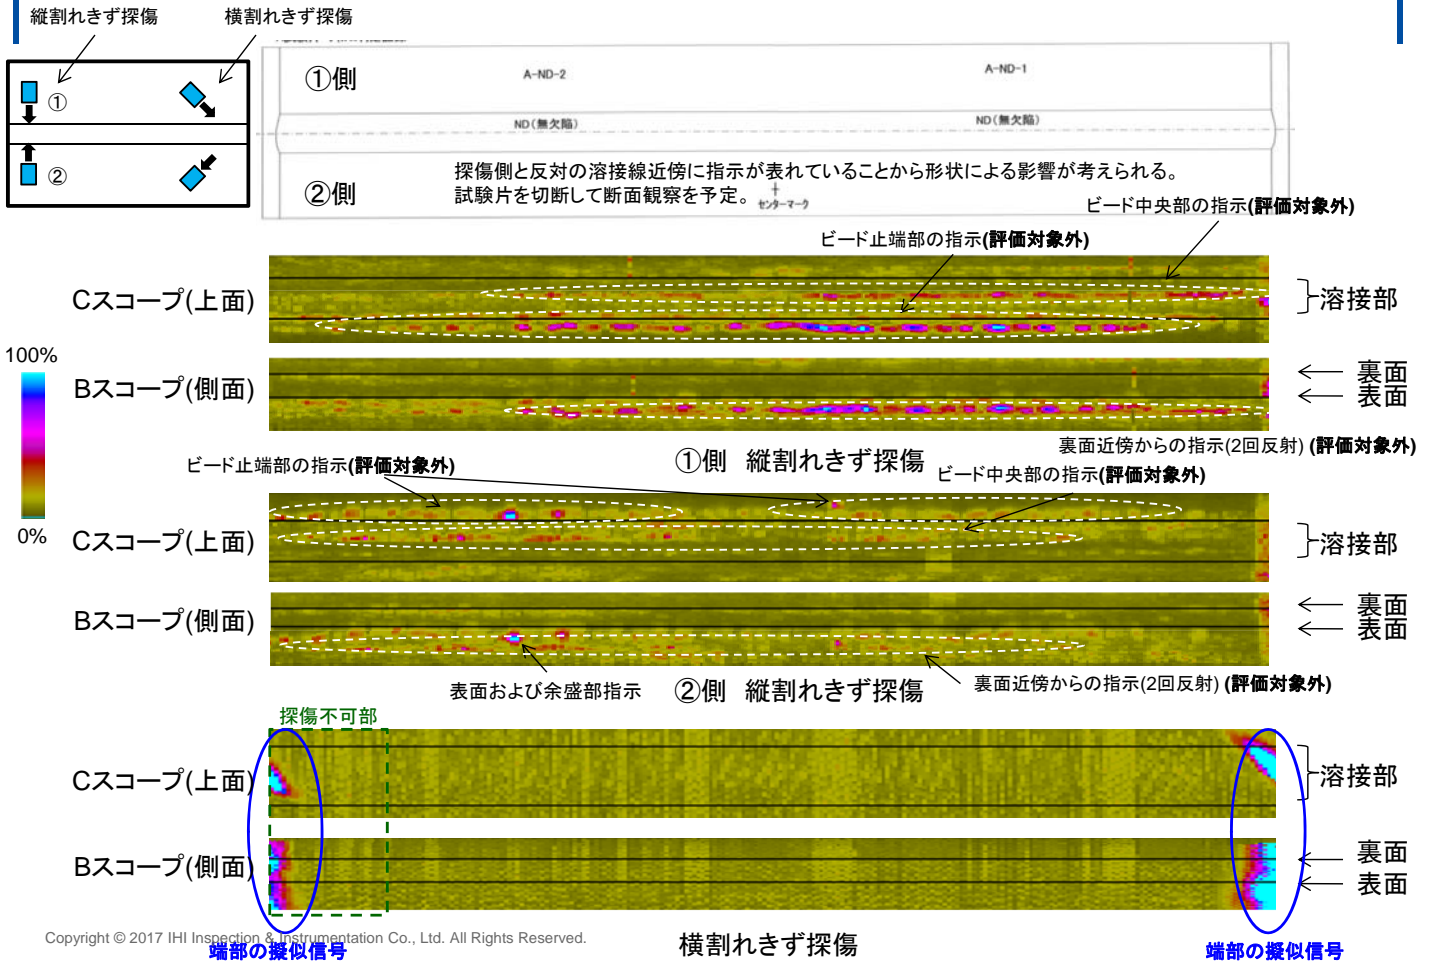 縦割れきず探傷
横割れきず探傷
①
②
①側
A-ND-2
A-ND-1
ND(無欠陥)
ND(無欠陥)
②側
探傷側と反対の溶接線近傍に指示が表れていることから形状による影響が考えられる。
試験片を切断して断面観察を予定。
センターマーク
ビード中央部の指示(評価対象外)
ビード止端部の指示(評価対象外)
Cスコープ(上面)
溶接部
100%
0%
Bスコープ(側面)
裏面
表面
裏面近傍からの指示(2回反射) (評価対象外)
①側 縦割れきず探傷
ビード止端部の指示(評価対象外)
ビード中央部の指示(評価対象外)
Cスコープ(上面)
溶接部
Bスコープ(側面)
裏面
表面
表面および余盛部指示
②側 縦割れきず探傷
裏面近傍からの指示(2回反射) (評価対象外)
探傷不可部
Cスコープ(上面)
溶接部
Bスコープ(側面)
裏面
表面
Copyright © 2017 IHI Inspection & Instrumentation Co., Ltd. All Rights Reserved.
端部の擬似信号
横割れきず探傷
端部の擬似信号